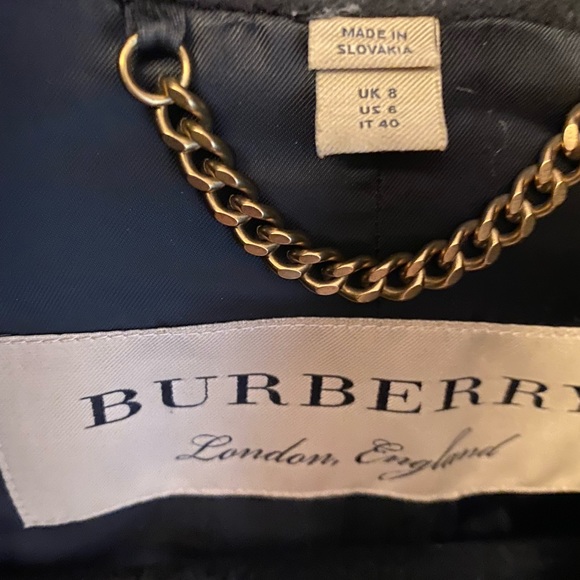 MADE IN
SLOVAKIA
UK 8
US 6
IT 40
BURBERRY
London, England